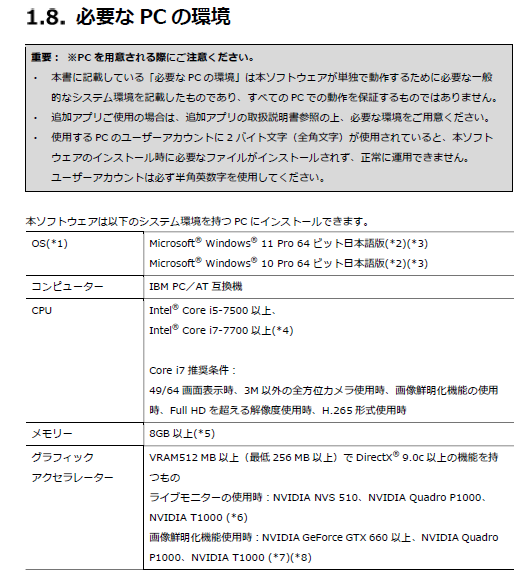 1.8. 必要な PC の環境
重要： ※PC を用意される際にご注意ください。
・ 本書に記載している「必要な PC の環境」は本ソフトウェアが単独で動作するために必要な一般
的なシステム環境を記載したものであり、すべての PC での動作を保証するものではありません。
・ 追加アプリご使用の場合は、追加アプリの取扱説明書参照の上、必要な環境をご用意ください。
・ 使用する PC のユーザーアカウントに 2 バイト文字（全角文字）が使用されていると、本ソフト
ウェアのインストール時に必要なファイルがインストールされず、正常に運用できません。
ユーザーアカウントは必ず半角英数字を使用してください。
本ソフトウェアは以下のシステム環境を持つ PC にインストールできます。
OS(*1)
Microsoft® Windows® 11 Pro 64 ビット日本語版(*2)(*3)
Microsoft® Windows® 10 Pro 64 ビット日本語版(*2)(*3)
コンピューター
IBM PC／AT 互換機
CPU
Intel® Core i5-7500 以上、
Intel® Core i7-7700 以上(*4)
Core i7 推奨条件：
49/64 画面表示時、3M 以外の全方位カメラ使用時、画像鮮明化機能の使用
時、Full HD を超える解像度使用時、H.265 形式使用時
メモリー
8GB 以上(*5)
グラフィック
アクセラレーター
VRAM512 MB 以上（最低 256 MB 以上）で DirectX® 9.0c 以上の機能を持
つもの
ライブモニターの使用時：NVIDIA NVS 510、NVIDIA Quadro P1000、
NVIDIA T1000 (*6)
画像鮮明化機能使用時：NVIDIA GeForce GTX 660 以上、NVIDIA Quadro
P1000、NVIDIA T1000 (*7)(*8)